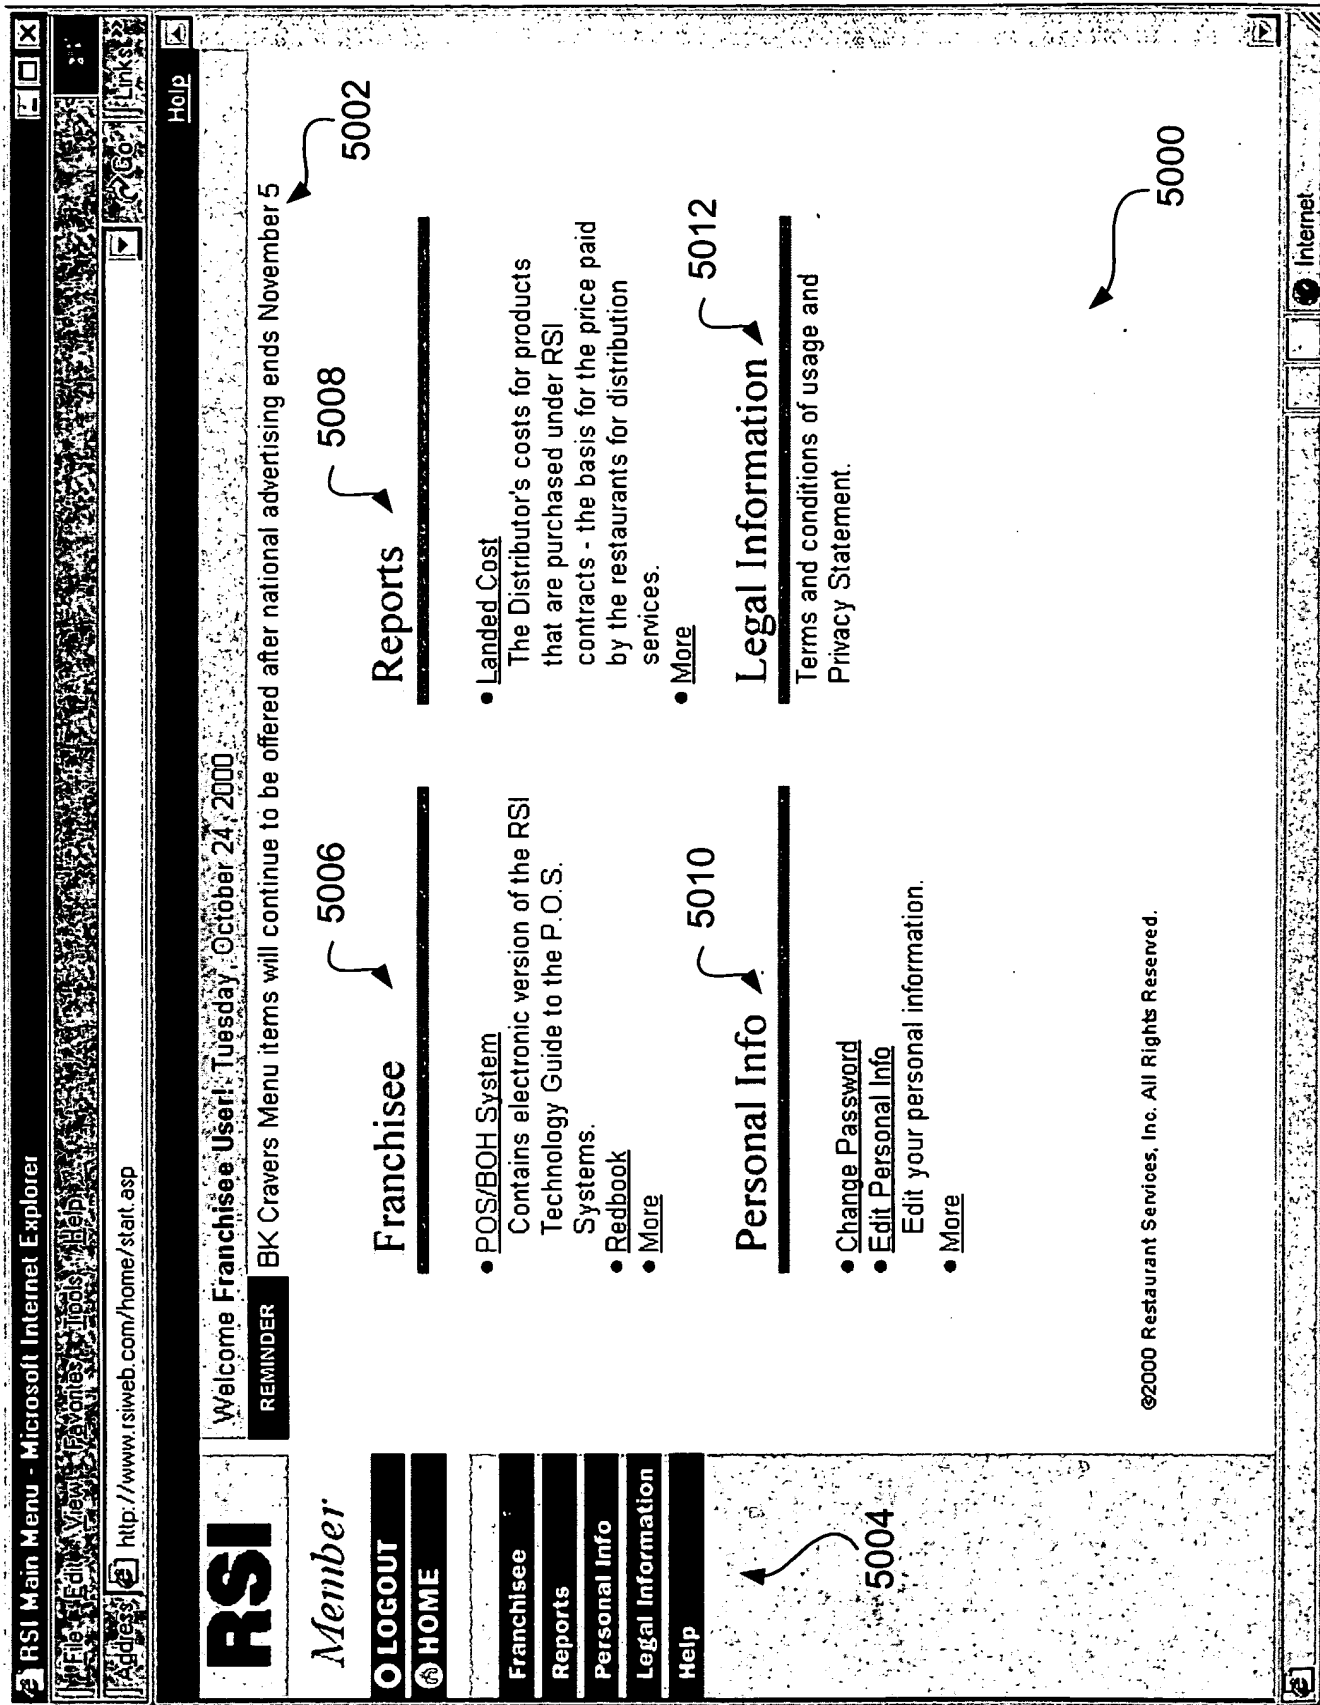 RSI Main Menu - Microsoft Internet Explorer
File Edit View Favorites Tools Help
Address http://www.rsiweb.com/home/start.asp Go Links »
Help
RSI
Welcome Franchisee User! Tuesday, October 24, 2000
REMINDER BK Cravers Menu items will continue to be offered after national advertising ends November 5
5002
Member
LOGOUT
HOME
Franchisee
Reports
Personal Info
Legal Information
Help
5004
Franchisee
5006
• POS/BOH System
Contains electronic version of the RSI
Technology Guide to the P.O.S.
Systems.
• Redbook
• More
Reports
5008
• Landed Cost
The Distributor's costs for products
that are purchased under RSI
contracts - the basis for the price paid
by the restaurants for distribution
services.
• More
Personal Info
5010
• Change Password
• Edit Personal Info
Edit your personal information.
• More
Legal Information
5012
Terms and conditions of usage and
Privacy Statement.
5000
©2000 Restaurant Services, Inc. All Rights Reserved.
Internet